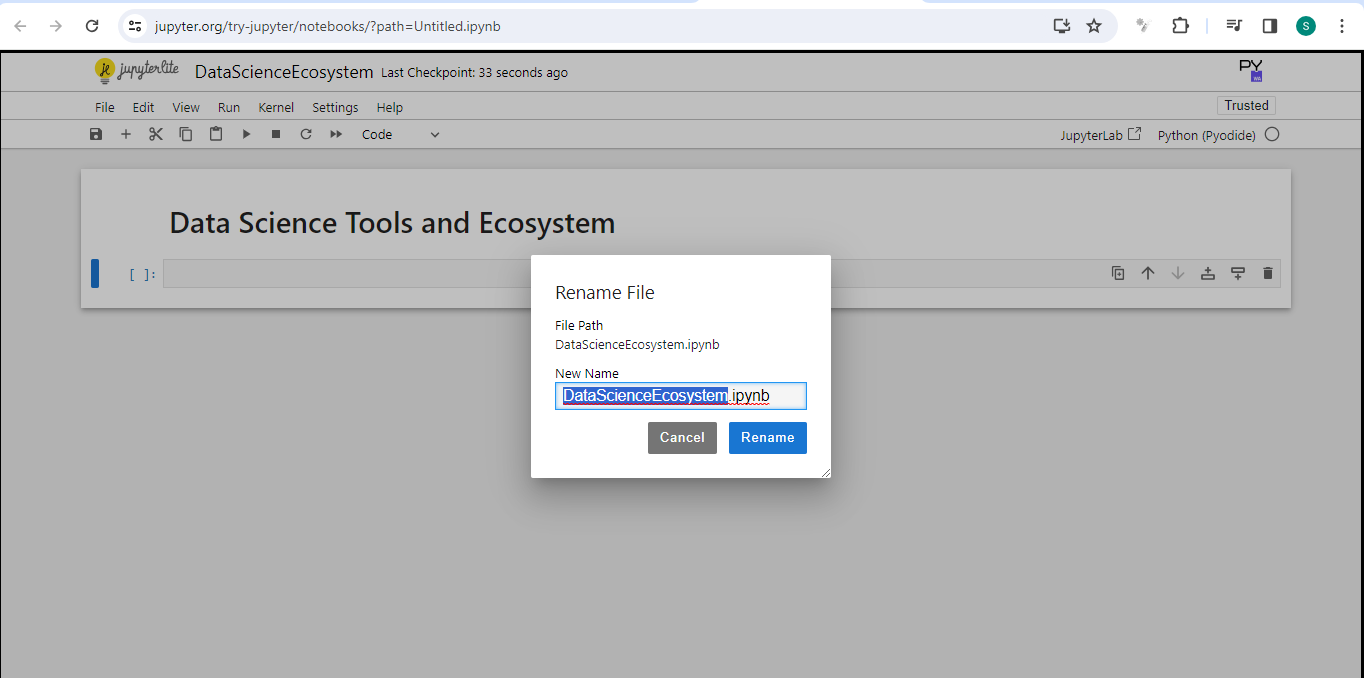 jupyter.org/try-jupyter/notebooks/?path=Untitled.ipynb
S
jupyterlite DataScienceEcosystem Last Checkpoint: 33 seconds ago
PY
File Edit View Run Kernel Settings Help
Trusted
Code
JupyterLab Python (Pyodide)
Data Science Tools and Ecosystem
[ ]:
Rename File
File Path
DataScienceEcosystem.ipynb
New Name
DataScienceEcosystem.ipynb
Cancel Rename